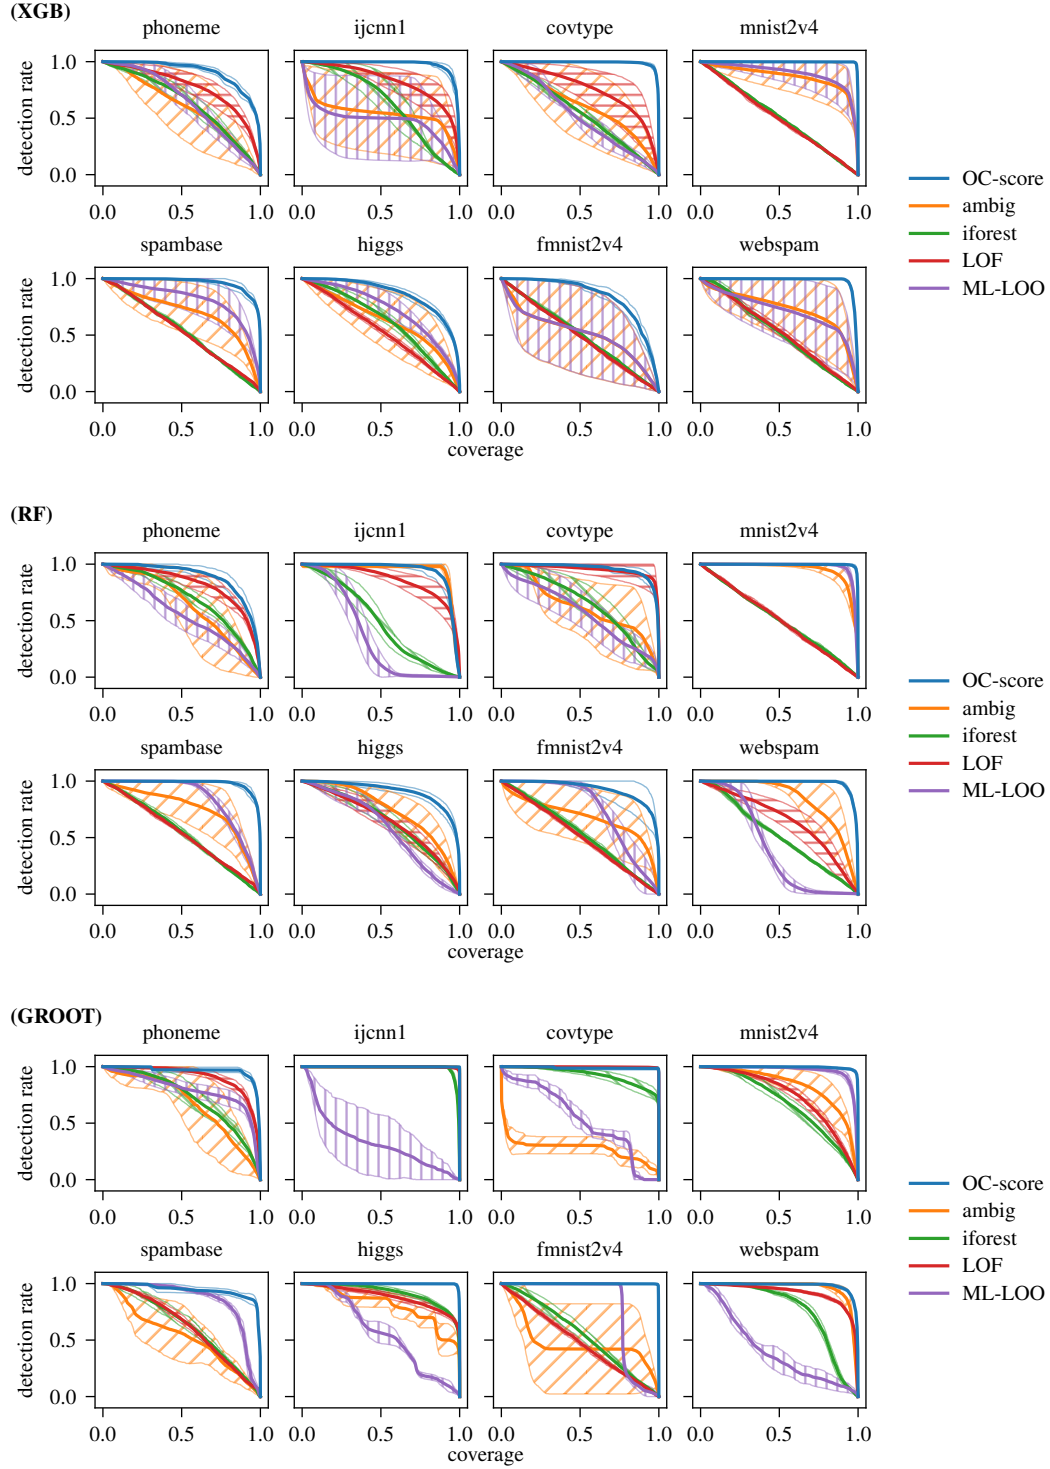 (XGB)
phoneme ijcnn1 covtype mnist2v4
detection rate
1.0
0.5
0.0
0.0 0.5 1.0 0.0 0.5 1.0 0.0 0.5 1.0 0.0 0.5 1.0
spambase higgs fmnist2v4 webspam
detection rate
1.0
0.5
0.0
0.0 0.5 1.0 0.0 0.5 1.0 0.0 0.5 1.0 0.0 0.5 1.0
coverage
OC-score
ambig
iforest
LOF
ML-LOO
(RF)
phoneme ijcnn1 covtype mnist2v4
detection rate
1.0
0.5
0.0
0.0 0.5 1.0 0.0 0.5 1.0 0.0 0.5 1.0 0.0 0.5 1.0
spambase higgs fmnist2v4 webspam
detection rate
1.0
0.5
0.0
0.0 0.5 1.0 0.0 0.5 1.0 0.0 0.5 1.0 0.0 0.5 1.0
coverage
OC-score
ambig
iforest
LOF
ML-LOO
(GROOT)
phoneme ijcnn1 covtype mnist2v4
detection rate
1.0
0.5
0.0
0.0 0.5 1.0 0.0 0.5 1.0 0.0 0.5 1.0 0.0 0.5 1.0
spambase higgs fmnist2v4 webspam
detection rate
1.0
0.5
0.0
0.0 0.5 1.0 0.0 0.5 1.0 0.0 0.5 1.0 0.0 0.5 1.0
coverage
OC-score
ambig
iforest
LOF
ML-LOO